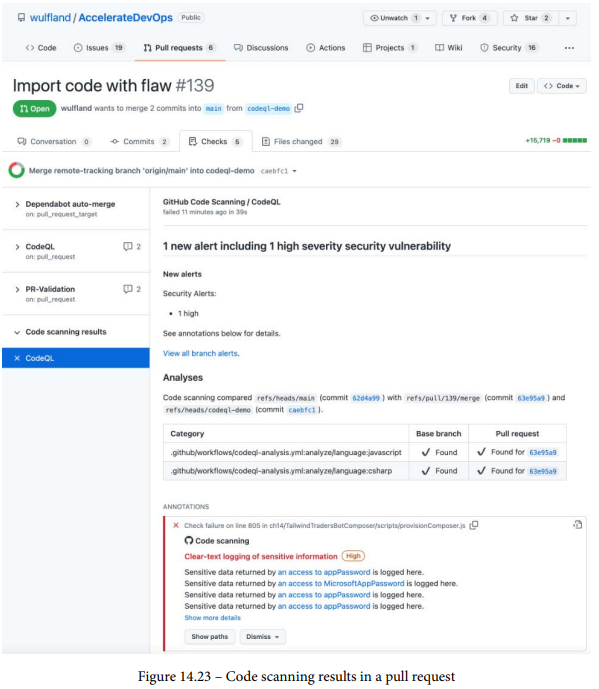 wulfland / AccelerateDevOps Public
Unwatch 1 Fork 4 Star 2
Code Issues 19 Pull requests 6 Discussions Actions Projects 1 Wiki Security 16 ...
Import code with flaw #139
Edit <> Code
Open wulfland wants to merge 2 commits into main from codeql-demo
Conversation 0 Commits 2 Checks 5 Files changed 29 +15,719 −0
Merge remote-tracking branch 'origin/main' into codeql-demo caebfc1
Dependabot auto-merge
on: pull_request_target
CodeQL 2
on: pull_request
PR-Validation 2
on: pull_request
Code scanning results
CodeQL
GitHub Code Scanning / CodeQL
failed 11 minutes ago in 39s
1 new alert including 1 high severity security vulnerability
New alerts
Security Alerts:
• 1 high
See annotations below for details.
View all branch alerts.
Analyses
Code scanning compared refs/heads/main (commit 62d4a99 ) with refs/pull/139/merge (commit 63e95a9 ) and
refs/heads/codeql-demo (commit caebfc1 ).
Category Base branch Pull request
.github/workflows/codeql-analysis.yml:analyze/language:javascript ✓ Found ✓ Found for 63e95a9
.github/workflows/codeql-analysis.yml:analyze/language:csharp ✓ Found ✓ Found for 63e95a9
ANNOTATIONS
Check failure on line 805 in ch14/TailwindTradersBotComposer/scripts/provisionComposer.js
Code scanning
Clear-text logging of sensitive information High
Sensitive data returned by an access to appPassword is logged here.
Sensitive data returned by an access to MicrosoftAppPassword is logged here.
Sensitive data returned by an access to appPassword is logged here.
Sensitive data returned by an access to appPassword is logged here.
Show more details
Show paths Dismiss
Figure 14.23 – Code scanning results in a pull request